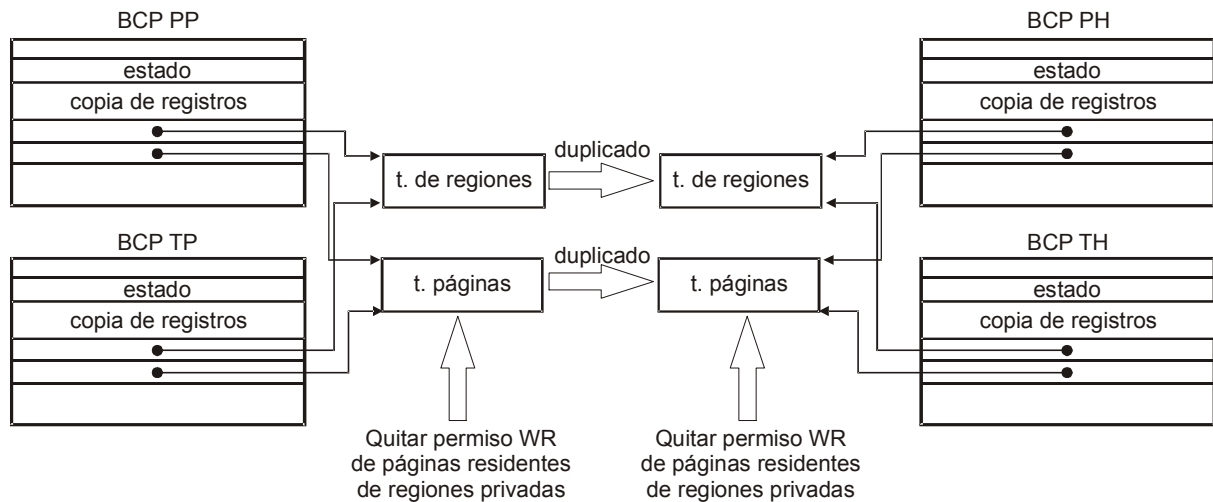 BCP PP
estado
copia de registros
BCP PH
estado
copia de registros
t. de regiones
duplicado
t. de regiones
BCP TP
estado
copia de registros
t. páginas
duplicado
t. páginas
BCP TH
estado
copia de registros
Quitar permiso WR
de páginas residentes
de regiones privadas
Quitar permiso WR
de páginas residentes
de regiones privadas